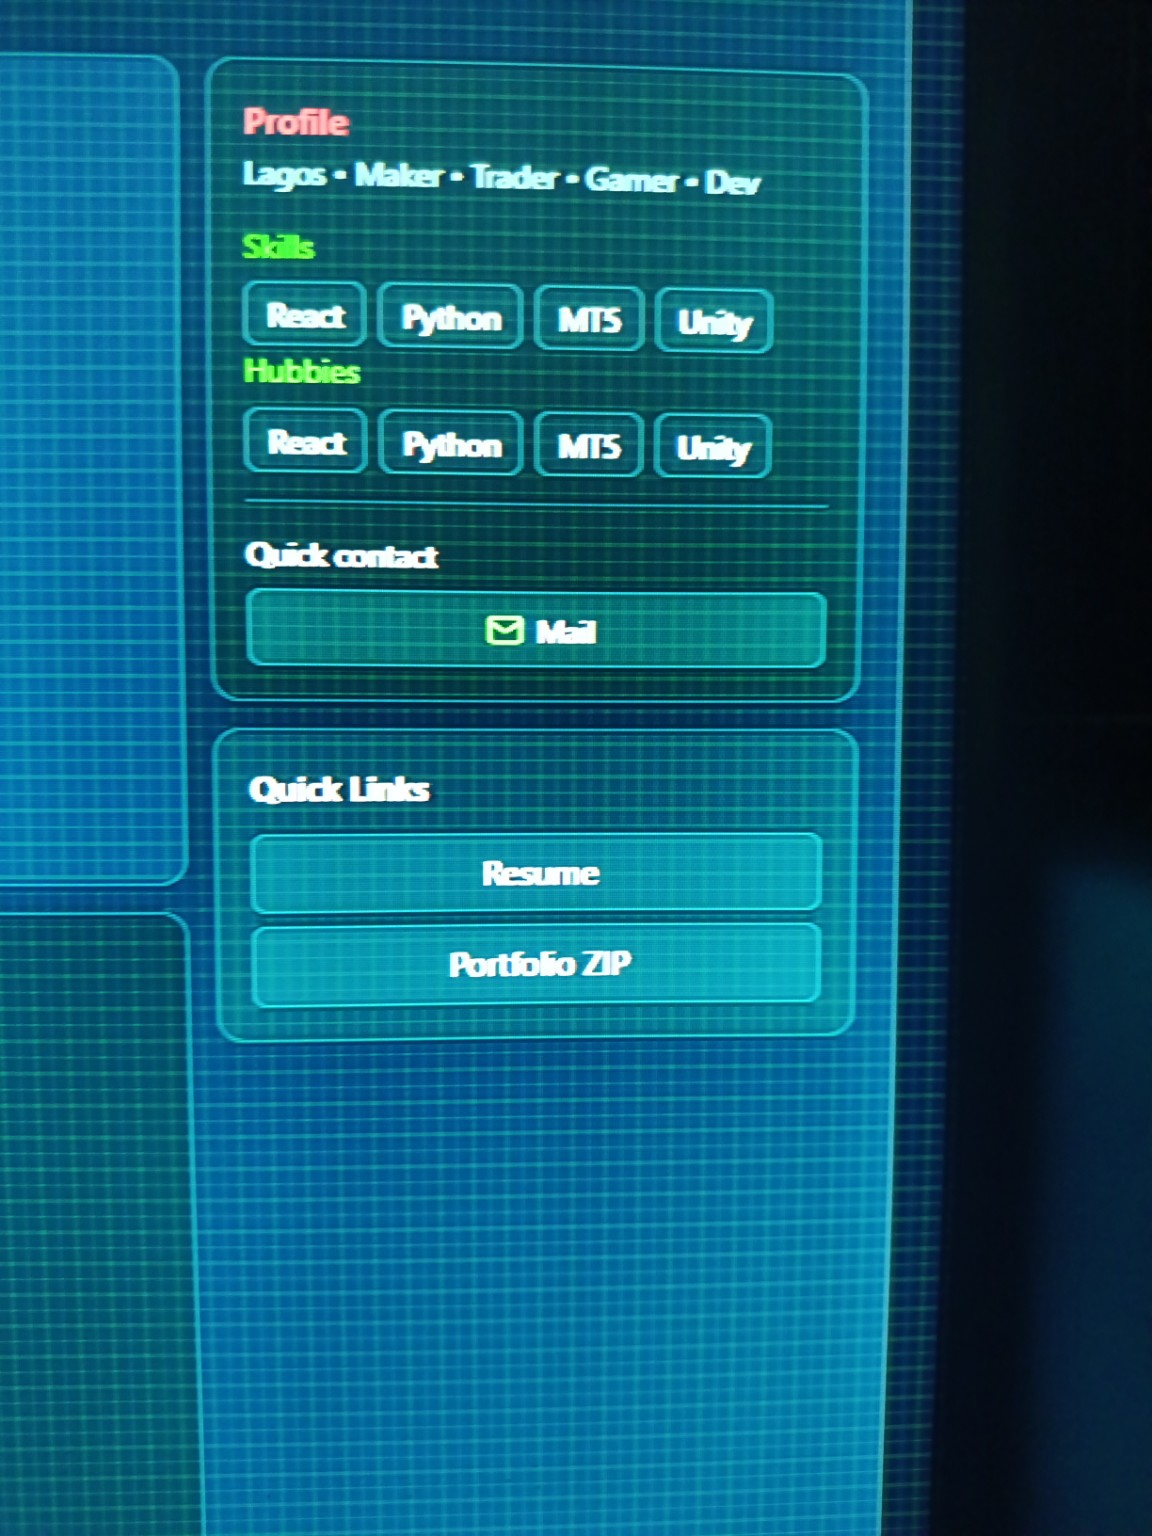 Profile
Lagos • Maker • Trader • Gamer • Dev
Skills
React Python MT5 Unity
Hubbies
React Python MT5 Unity
Quick contact
Mail
Quick Links
Resume
Portfolio ZIP